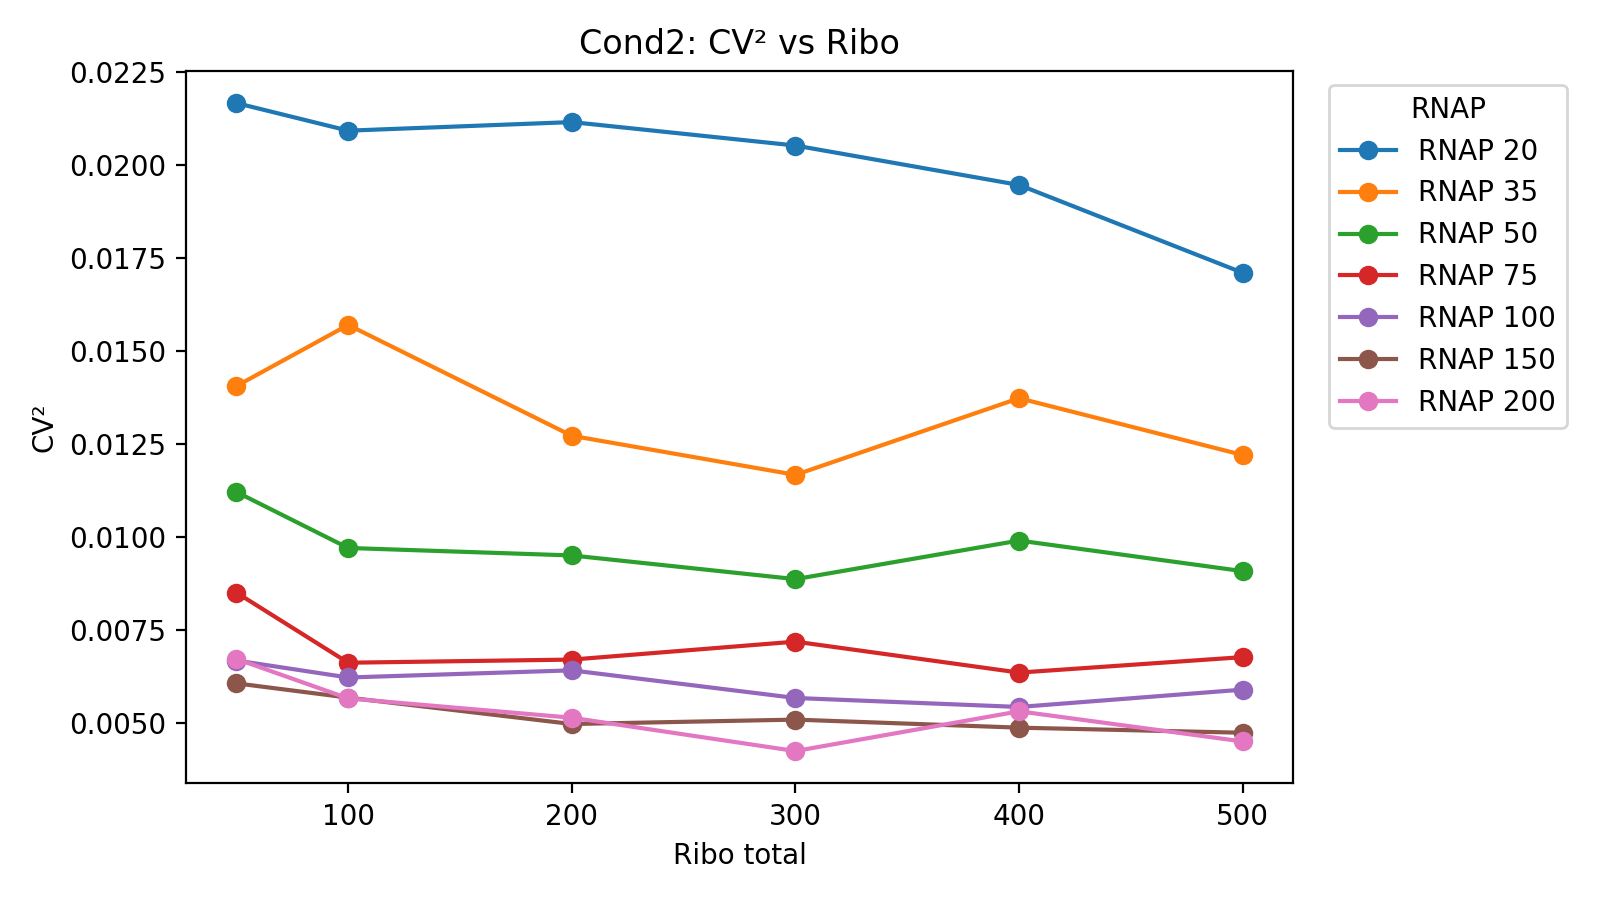 Cond2: CV² vs Ribo
0.0225
0.0200
0.0175
0.0150
0.0125
0.0100
0.0075
0.0050
CV²
100 200 300 400 500
Ribo total
RNAP
RNAP 20
RNAP 35
RNAP 50
RNAP 75
RNAP 100
RNAP 150
RNAP 200